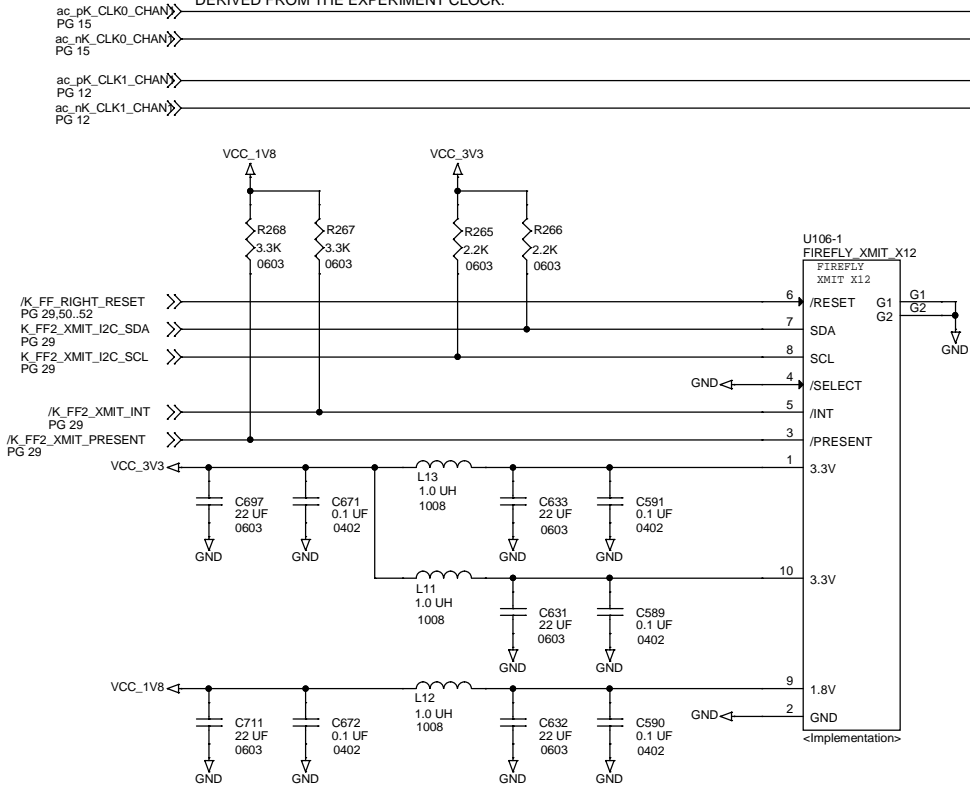 DERIVED FROM THE EXPERIMENT CLOCK.
ac_pK_CLK0_CHAN1
PG 15
ac_nK_CLK0_CHAN1
PG 15
ac_pK_CLK1_CHAN1
PG 12
ac_nK_CLK1_CHAN1
PG 12
VCC_1V8
VCC_3V3
R268
3.3K
0603
R267
3.3K
0603
R265
2.2K
0603
R266
2.2K
0603
U106-1
FIREFLY_XMIT_X12
FIREFLY
XMIT X12
/K_FF_RIGHT_RESET
PG 29,50..52
6
/RESET
G1
G1
G2
G2
GND
K_FF2_XMIT_I2C_SDA
PG 29
7
SDA
K_FF2_XMIT_I2C_SCL
PG 29
8
SCL
GND
4
/SELECT
/K_FF2_XMIT_INT
PG 29
5
/INT
/K_FF2_XMIT_PRESENT
PG 29
3
/PRESENT
VCC_3V3
1
3.3V
L13
1.0 UH
1008
C697
22 UF
0603
GND
C671
0.1 UF
0402
GND
C633
22 UF
0603
GND
C591
0.1 UF
0402
GND
10
3.3V
L11
1.0 UH
1008
C631
22 UF
0603
GND
C589
0.1 UF
0402
GND
VCC_1V8
9
1.8V
L12
1.0 UH
1008
GND
2
GND
C711
22 UF
0603
GND
C672
0.1 UF
0402
GND
C632
22 UF
0603
GND
C590
0.1 UF
0402
GND
<Implementation>